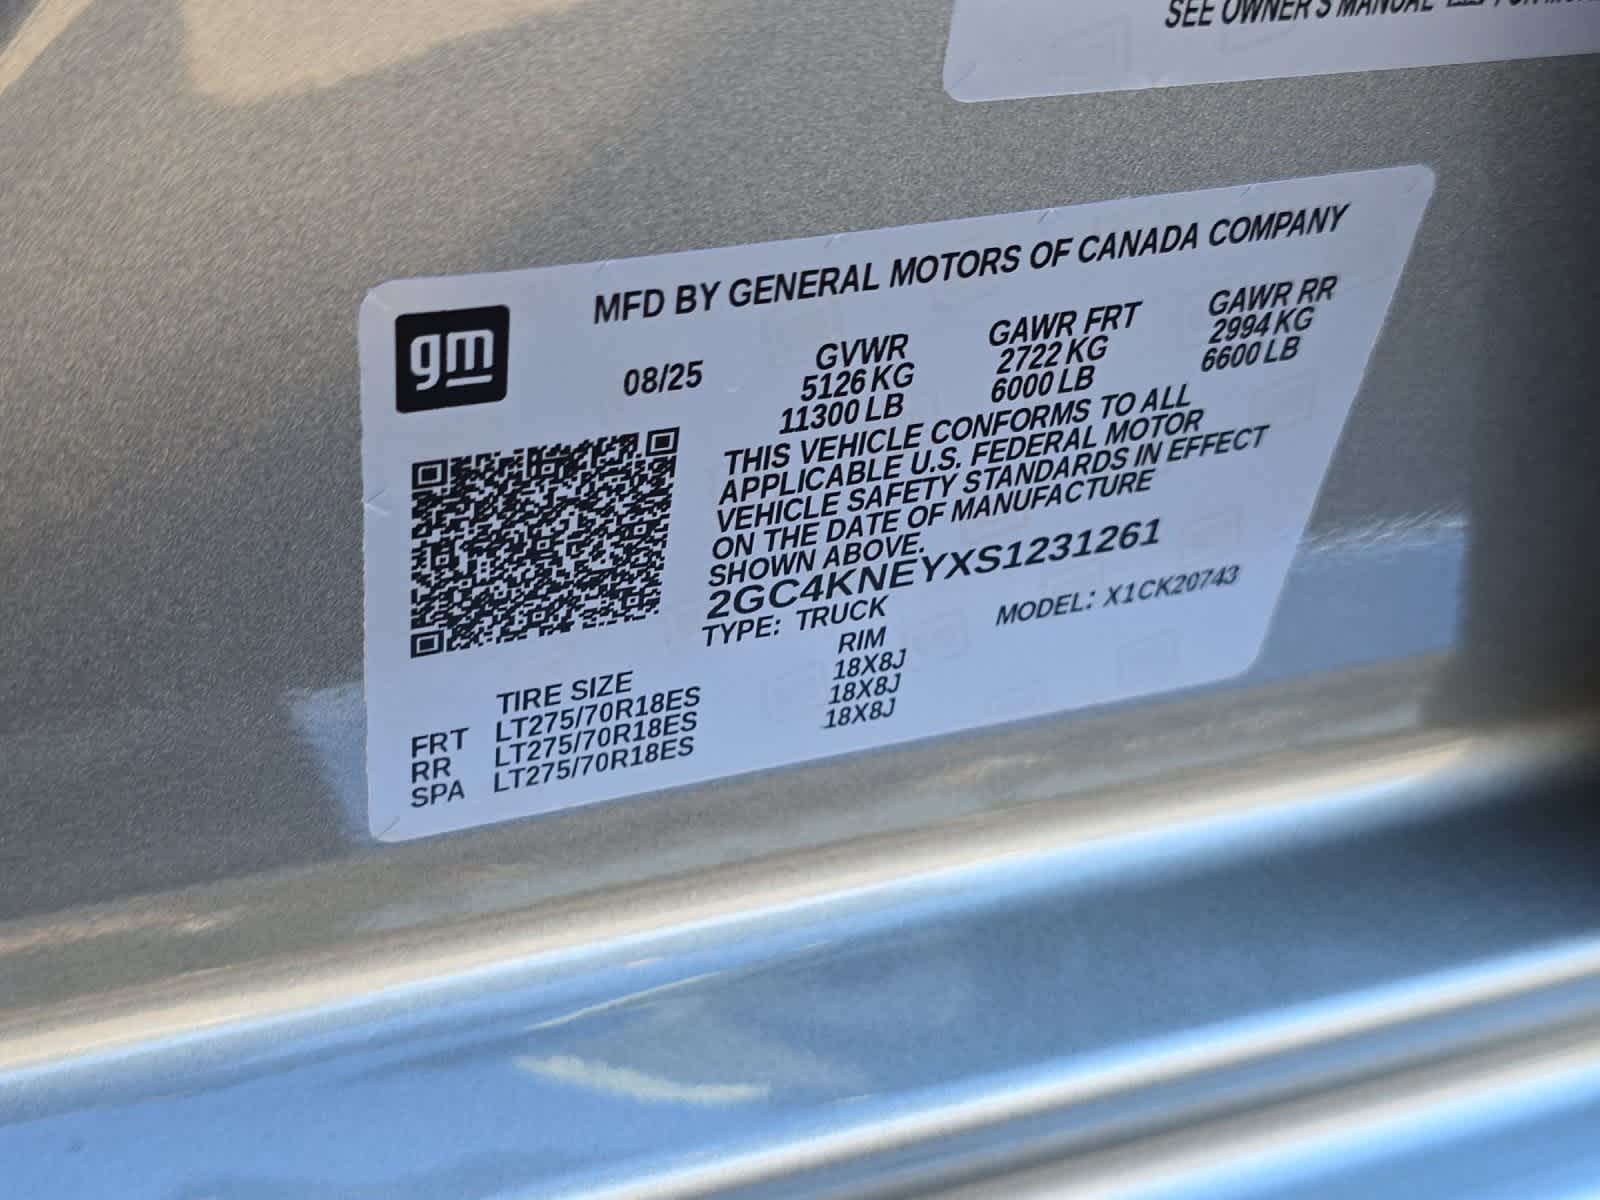 SEE OWNER'S MANUAL
MFD BY GENERAL MOTORS OF CANADA COMPANY
gm
08/25
GVWR GAWR FRT GAWR RR
5126 KG 2722 KG 2994 KG
11300 LB 6000 LB 6600 LB
THIS VEHICLE CONFORMS TO ALL
APPLICABLE U.S. FEDERAL MOTOR
VEHICLE SAFETY STANDARDS IN EFFECT
ON THE DATE OF MANUFACTURE
SHOWN ABOVE.
2GC4KNEYXS1231261
TYPE: TRUCK MODEL: X1CK20743
TIRE SIZE RIM
FRT LT275/70R18ES 18X8J
RR LT275/70R18ES 18X8J
SPA LT275/70R18ES 18X8J